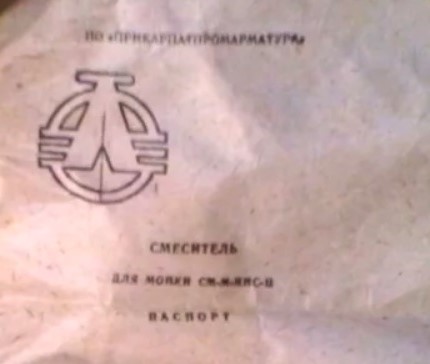 ПО «ПРИКАРПАТПРОМАРМАТУРА»
СМЕСИТЕЛЬ
ДЛЯ МОЙКИ
ПАСПОРТ